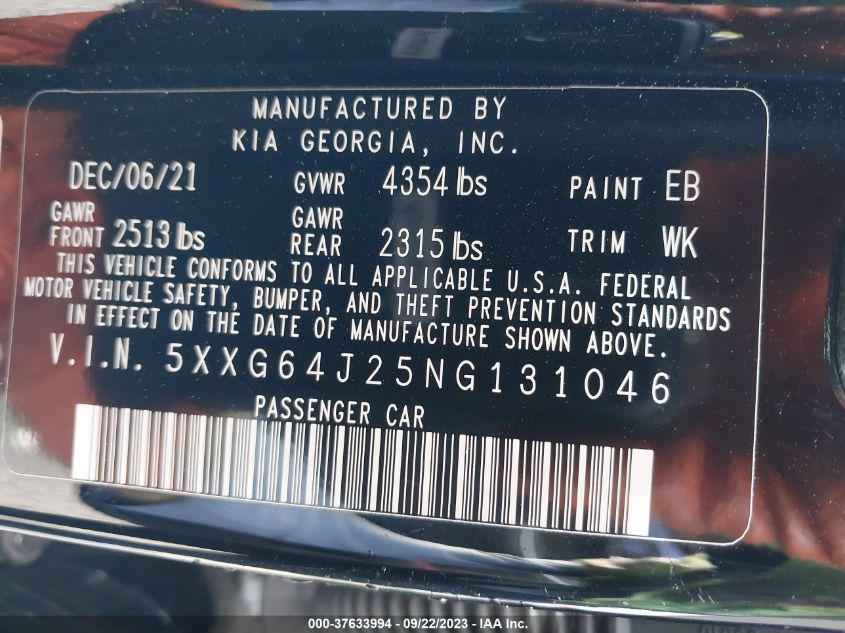 MANUFACTURED BY
KIA GEORGIA, INC.
DEC/06/21 GVWR 4354 lbs PAINT EB
GAWR FRONT 2513 lbs GAWR REAR 2315 lbs TRIM WK
THIS VEHICLE CONFORMS TO ALL APPLICABLE U.S.A. FEDERAL
MOTOR VEHICLE SAFETY, BUMPER, AND THEFT PREVENTION STANDARDS
IN EFFECT ON THE DATE OF MANUFACTURE SHOWN ABOVE.
V.I.N. 5XXG64J25NG131046
PASSENGER CAR
000-37633994 - 09/22/2023 - IAA Inc.